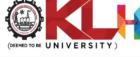 KLH
(DEEMED TO BE UNIVERSITY)